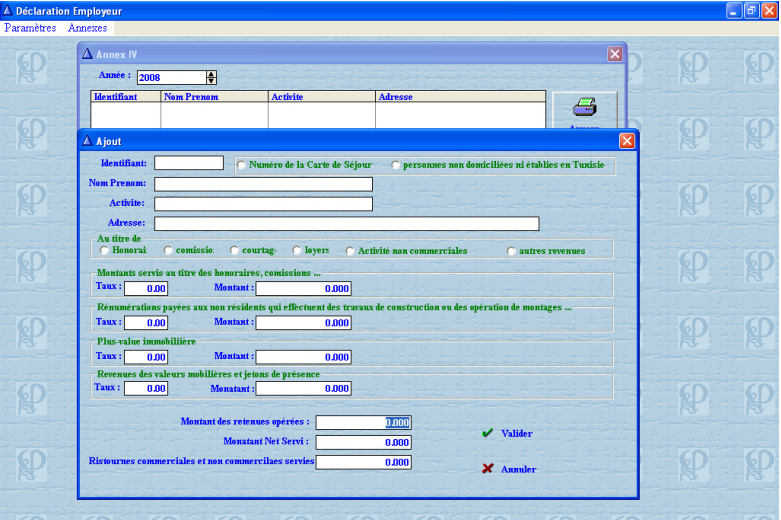 Déclaration Employeur
Paramètres Annexes
Annex IV
Année : 2008
Identifiant Nom Prenom Activite Adresse
Ajout
Identifiant: Numéro de la Carte de Séjour personnes non domiciliées ni établies en Tunisie
Nom Prenom:
Activite:
Adresse:
Au titre de
Honorai comissio courtag loyers Activité non commerciales autres revenues
Montants servis au titre des honoraires, comissions ...
Taux : 0.00 Montant : 0.000
Rénumérations payées aux non résidents qui effectuent des travaux de construction ou des opération de montages ...
Taux : 0.00 Montant : 0.000
Plus-value immobilière
Taux : 0.00 Montant : 0.000
Revenues des valeurs mobilières et jetons de présence
Taux : 0.00 Monatant : 0.000
Montant des retenues opérées : 0.000
Monatant Net Servi : 0.000
Ristournes commerciales et non commercilaes servies 0.000
Valider
Annuler